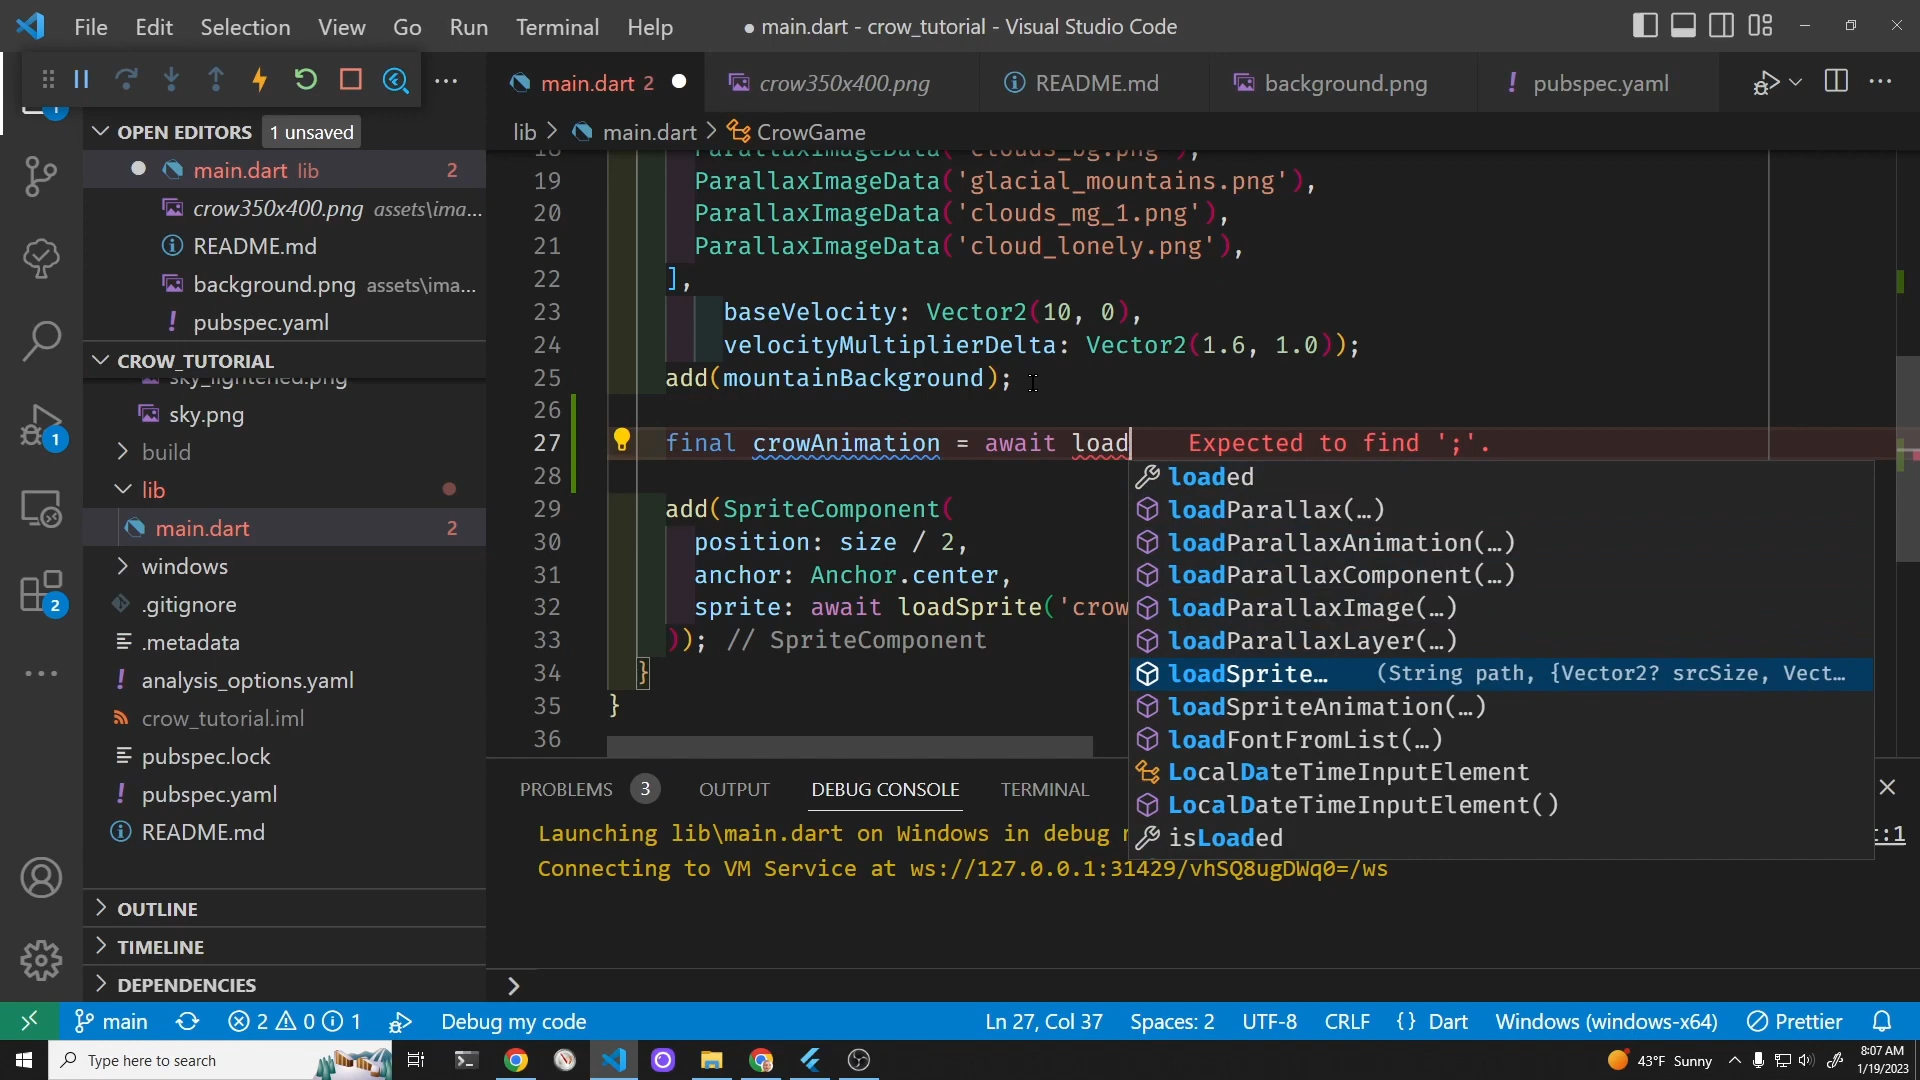 File Edit Selection View Go Run Terminal Help
● main.dart - crow_tutorial - Visual Studio Code
main.dart 2
crow350x400.png
README.md
background.png
! pubspec.yaml
OPEN EDITORS 1 unsaved
main.dart lib 2
crow350x400.png assets\ima...
README.md
background.png assets\ima...
! pubspec.yaml
CROW_TUTORIAL
sky_lightened.png
sky.png
build
lib
main.dart 2
windows
.gitignore
.metadata
! analysis_options.yaml
crow_tutorial.iml
pubspec.lock
! pubspec.yaml
README.md
OUTLINE
TIMELINE
DEPENDENCIES
1
1
2
lib > main.dart > CrowGame
18 ParallaxImageData('clouds_bg.png'),
19 ParallaxImageData('glacial_mountains.png'),
20 ParallaxImageData('clouds_mg_1.png'),
21 ParallaxImageData('cloud_lonely.png'),
22 ],
23 baseVelocity: Vector2(10, 0),
24 velocityMultiplierDelta: Vector2(1.6, 1.0));
25 add(mountainBackground);
26
27 final crowAnimation = await load Expected to find ';'.
28
29 add(SpriteComponent(
30 position: size / 2,
31 anchor: Anchor.center,
32 sprite: await loadSprite('crow
33 )); // SpriteComponent
34 }
35 }
36
loaded
loadParallax(…)
loadParallaxAnimation(…)
loadParallaxComponent(…)
loadParallaxImage(…)
loadParallaxLayer(…)
loadSprite… (String path, {Vector2? srcSize, Vect…
loadSpriteAnimation(…)
loadFontFromList(…)
LocalDateTimeInputElement
LocalDateTimeInputElement()
isLoaded
PROBLEMS 3 OUTPUT DEBUG CONSOLE TERMINAL
Launching lib\main.dart on Windows in debug
t:1
Connecting to VM Service at ws://127.0.0.1:31429/vhSQ8ugDWq0=/ws
main 2 0 1 Debug my code Ln 27, Col 37 Spaces: 2 UTF-8 CRLF {} Dart Windows (windows-x64) Prettier
Type here to search
43°F Sunny
8:07 AM
1/19/2023